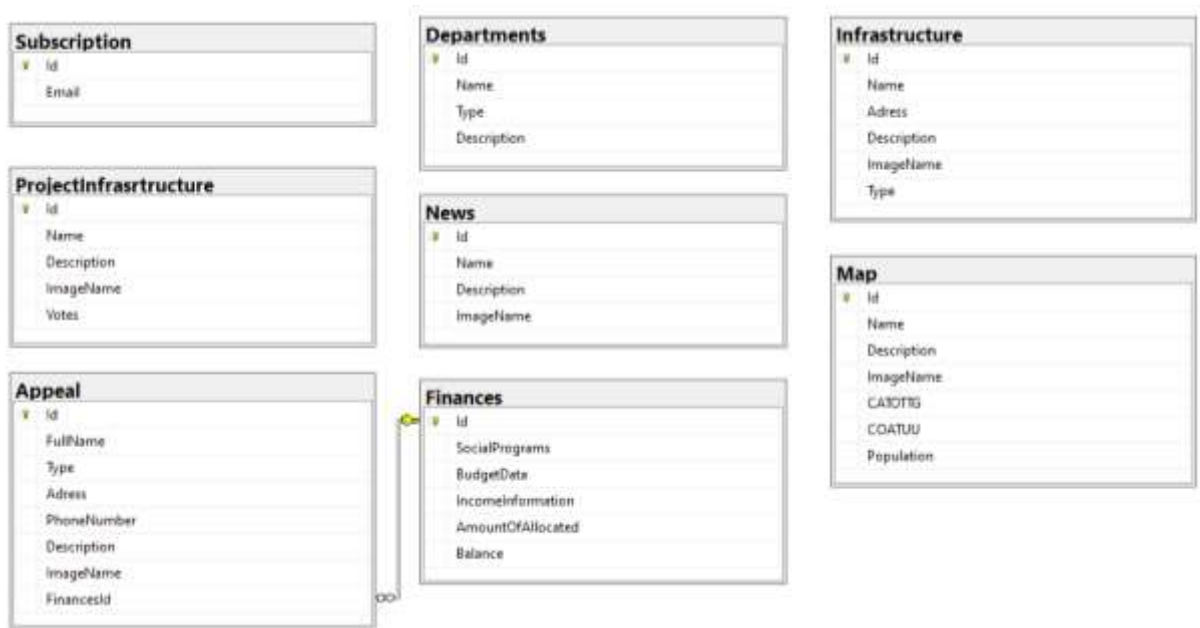 Subscription
Id
Email
ProjectInfrasrtructure
Id
Name
Description
ImageName
Votes
Appeal
Id
FullName
Type
Adress
PhoneNumber
Description
ImageName
FinancesId
Departments
Id
Name
Type
Description
News
Id
Name
Description
ImageName
Finances
Id
SocialPrograms
BudgetData
IncomeInformation
AmountOfAllocated
Balance
Infrastructure
Id
Name
Adress
Description
ImageName
Type
Map
Id
Name
Description
ImageName
CATOTTG
COATUU
Population